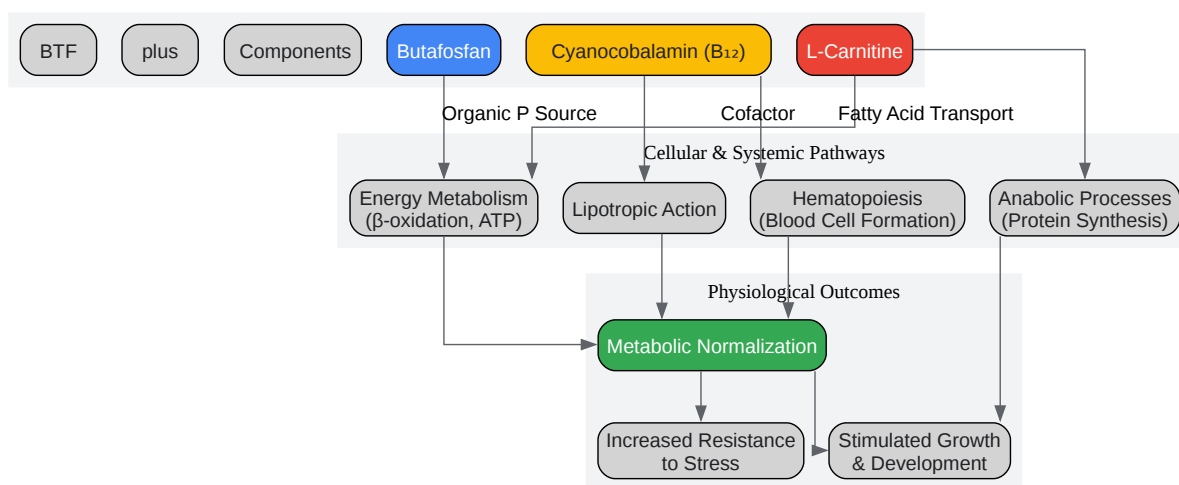 BTF
plus
Components
Butafosfan
Cyanocobalamin (B₁₂)
L-Carnitine
Organic P Source
Cofactor
Fatty Acid Transport
Cellular & Systemic Pathways
Energy Metabolism
(β-oxidation, ATP)
Lipotropic Action
Hematopoiesis
(Blood Cell Formation)
Anabolic Processes
(Protein Synthesis)
Physiological Outcomes
Metabolic Normalization
Increased Resistance
to Stress
Stimulated Growth
& Development